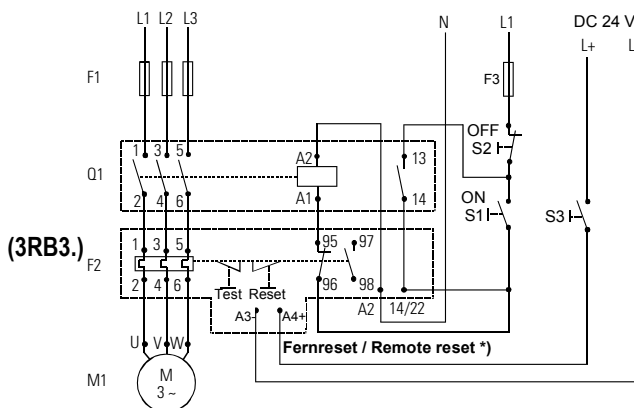 L1 L2 L3 N L1 DC 24 V
L+ L
F1 F3
OFF
S2
1 3 5 A2 13
Q1
ON
2 4 6 A1 14 S1 S3
(3RB3.)
1 3 5 95 97
F2
2 4 6 Test Reset 96 98
A3- A4+ A2 14/22
U V W Fernreset / Remote reset *)
M1 M
3 ~